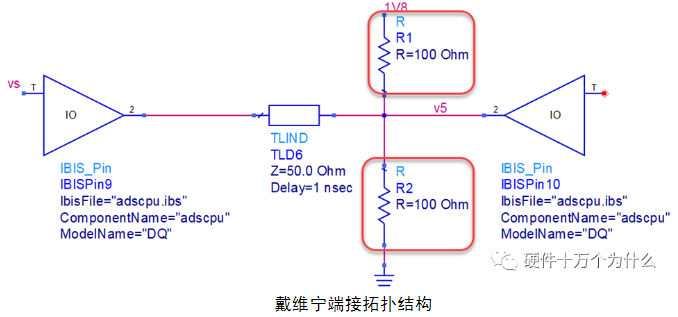 1V8
R
R1
R=100 Ohm
vs
T
IO
2
v5
2
IO
T
TLIND
TLD6
Z=50.0 Ohm
Delay=1 nsec
R
R2
R=100 Ohm
IBIS_Pin
IBISPin9
IbisFile="adscpu.ibs"
ComponentName="adscpu"
ModelName="DQ"
IBIS_Pin
IBISPin10
IbisFile="adscpu.ibs"
ComponentName="adscpu"
ModelName="DQ"
硬件十万个为什么
戴维宁端接拓扑结构